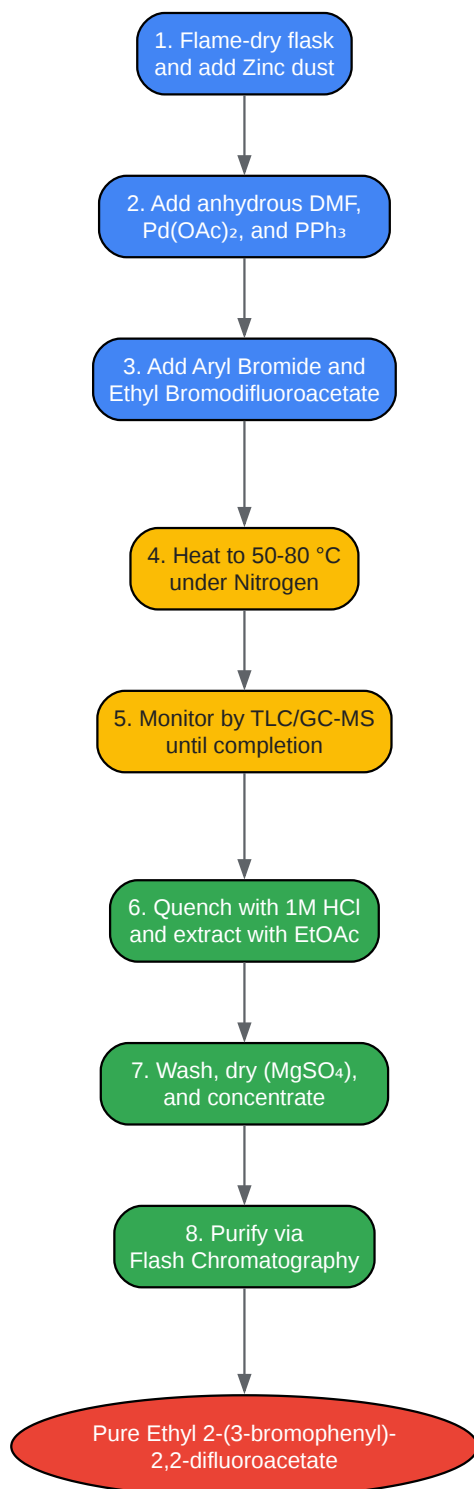 1. Flame-dry flask
and add Zinc dust
2. Add anhydrous DMF,
Pd(OAc)₂, and PPh₃
3. Add Aryl Bromide and
Ethyl Bromodifluoroacetate
4. Heat to 50-80 °C
under Nitrogen
5. Monitor by TLC/GC-MS
until completion
6. Quench with 1M HCl
and extract with EtOAc
7. Wash, dry (MgSO₄),
and concentrate
8. Purify via
Flash Chromatography
Pure Ethyl 2-(3-bromophenyl)-
2,2-difluoroacetate